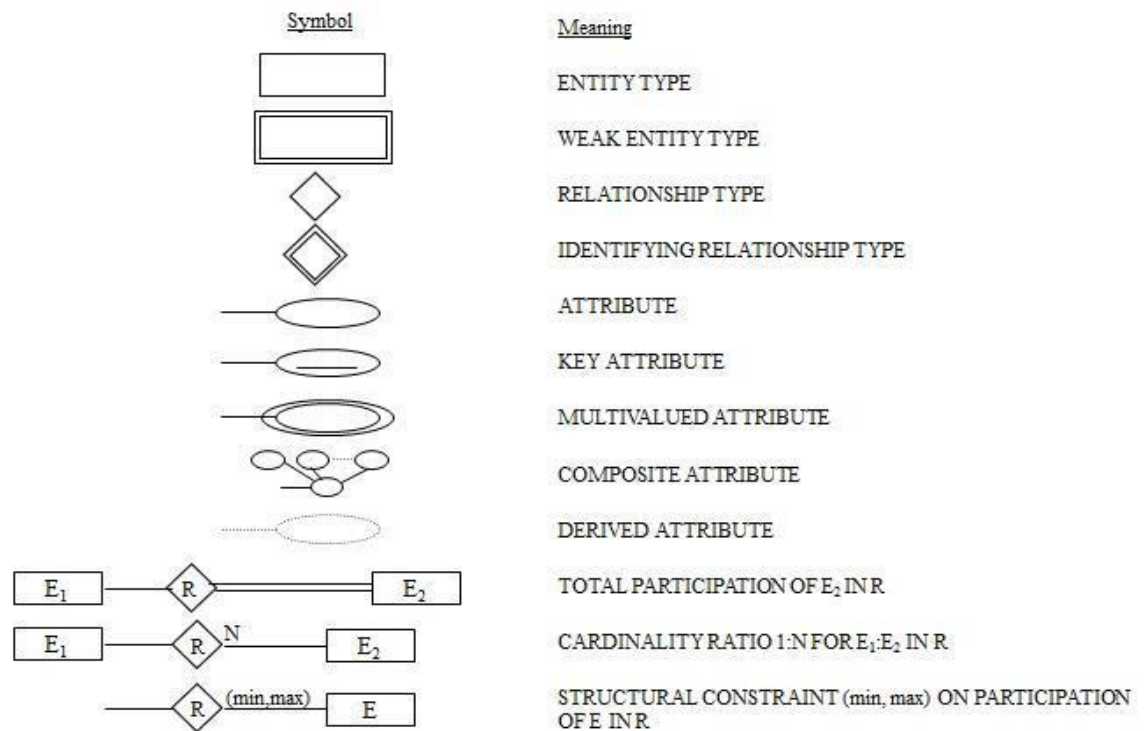 Symbol Meaning
ENTITY TYPE
WEAK ENTITY TYPE
RELATIONSHIP TYPE
IDENTIFYING RELATIONSHIP TYPE
ATTRIBUTE
KEY ATTRIBUTE
MULTIVALUED ATTRIBUTE
COMPOSITE ATTRIBUTE
DERIVED ATTRIBUTE
E₁ R E₂ TOTAL PARTICIPATION OF E₂ IN R
E₁ R N E₂ CARDINALITY RATIO 1:N FOR E₁:E₂ IN R
R (min,max) E STRUCTURAL CONSTRAINT (min, max) ON PARTICIPATION
OF E IN R